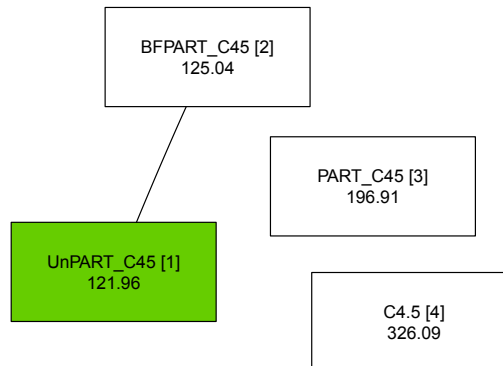 BFPART_C45 [2]
125.04
PART_C45 [3]
196.91
UnPART_C45 [1]
121.96
C4.5 [4]
326.09